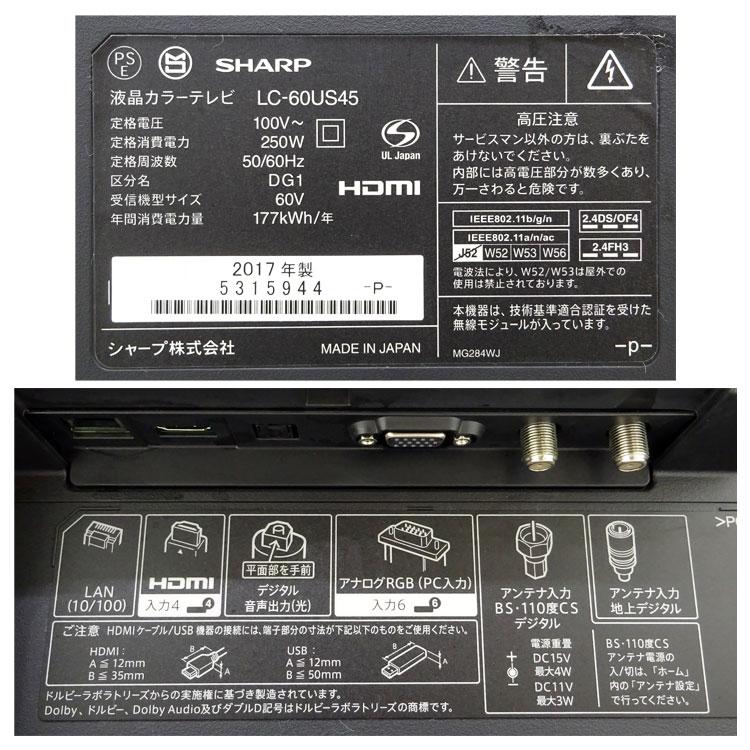 PS
E
SHARP
液晶カラーテレビ LC-60US45
定格電圧 100V～
定格消費電力 250W
定格周波数 50/60Hz
区分名 DG1
受信機型サイズ 60V
年間消費電力量 177kWh/年
UL Japan
HDMI
2017年製
5315944 -P-
シャープ株式会社 MADE IN JAPAN
警告
高圧注意
サービスマン以外の方は、裏ぶたを
あけないでください。
内部には高電圧部分が数多くあり、
万一さわると危険です。
IEEE802.11b/g/n 2.4DS/OF4
IEEE802.11a/n/ac
J52 W52 W53 W56 2.4FH3
電波法により、W52/W53は屋外での
使用は禁止されております。
本機器は、技術基準適合認証を受けた
無線モジュールが入っています。
MG284WJ -p-
LAN
(10/100)
HDMI
入力4 4
平面部を手前
デジタル
音声出力(光)
アナログRGB (PC入力)
入力6 6
アンテナ入力
BS・110度CS
デジタル
電源重畳
DC15V
最大4W
DC11V
最大3W
アンテナ入力
地上デジタル
BS・110度CS
アンテナ電源の
入/切は、「ホーム」
内の「アンテナ設定」
で行ってください。
>PC
ご注意 HDMIケーブル/USB 機器の接続には、端子部分の寸法が下記以下のものをご使用ください。
HDMI:
A ≦ 12mm
B ≦ 35mm
B
A
USB:
A ≦ 12mm
B ≦ 50mm
B
A
ドルビーラボラトリーズからの実施権に基づき製造されています。
Dolby、ドルビー、Dolby Audio及びダブルD記号はドルビーラボラトリーズの商標です。